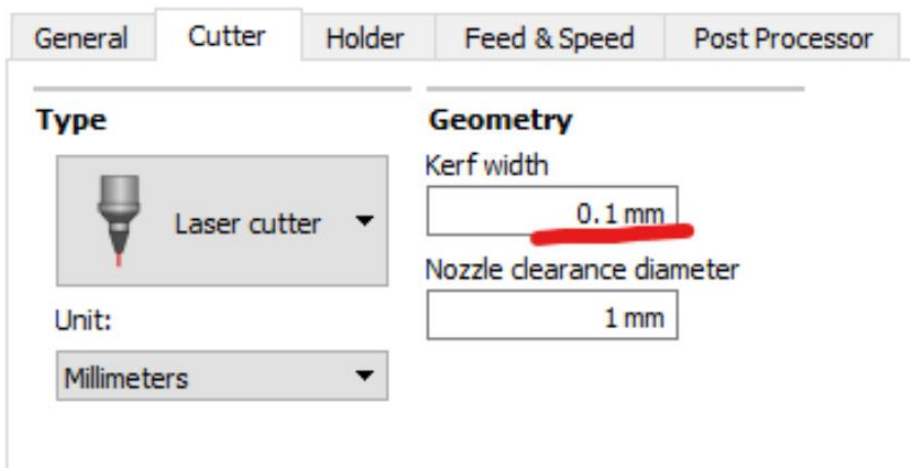 General Cutter Holder Feed & Speed Post Processor
Type
Laser cutter
Unit:
Millimeters
Geometry
Kerf width
0.1 mm
Nozzle clearance diameter
1 mm